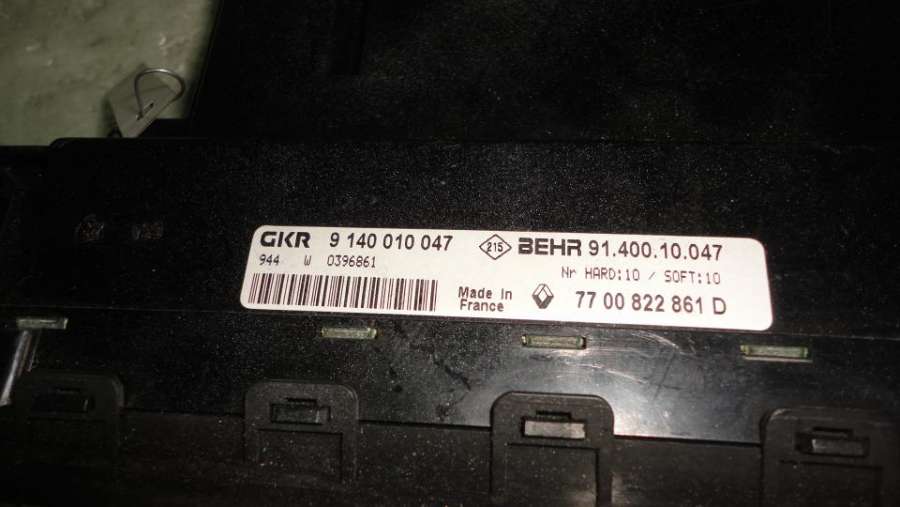 GKR 9 140 010 047 215 BEHR 91.400.10.047
944 W 0396861 Nr HARD:10 / SOFT:10
Made In
France
77 00 822 861 D